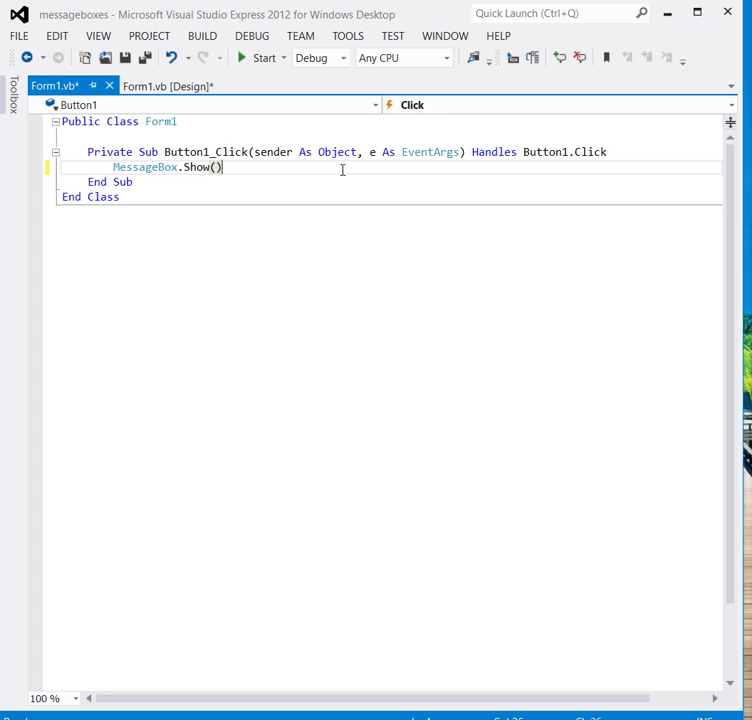 messageboxes - Microsoft Visual Studio Express 2012 for Windows Desktop
Quick Launch (Ctrl+Q)
FILE EDIT VIEW PROJECT BUILD DEBUG TEAM TOOLS TEST WINDOW HELP
Start Debug Any CPU
Toolbox
Form1.vb* Form1.vb [Design]*
Button1 Click
Public Class Form1
Private Sub Button1_Click(sender As Object, e As EventArgs) Handles Button1.Click
MessageBox.Show()
End Sub
End Class
100 %